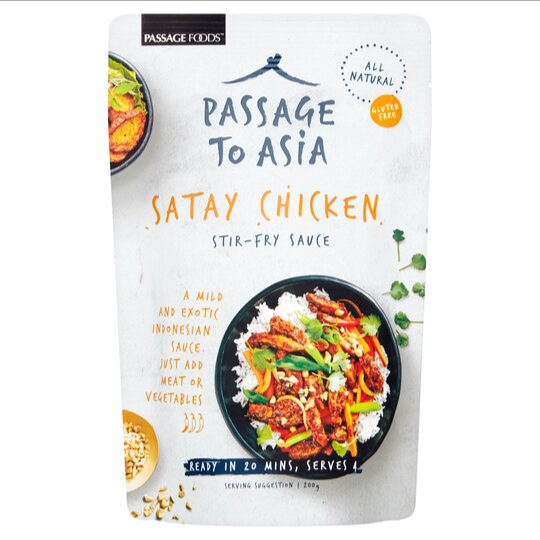 PASSAGE FOODS™
ALL
NATURAL
GLUTEN
FREE
PASSAGE
TO ASIA
SATAY CHICKEN
STIR-FRY SAUCE
A MILD
AND EXOTIC
INDONESIAN
SAUCE.
JUST ADD
MEAT OR
VEGETABLES
READY IN 20 MINS, SERVES 4
SERVING SUGGESTION | 200g